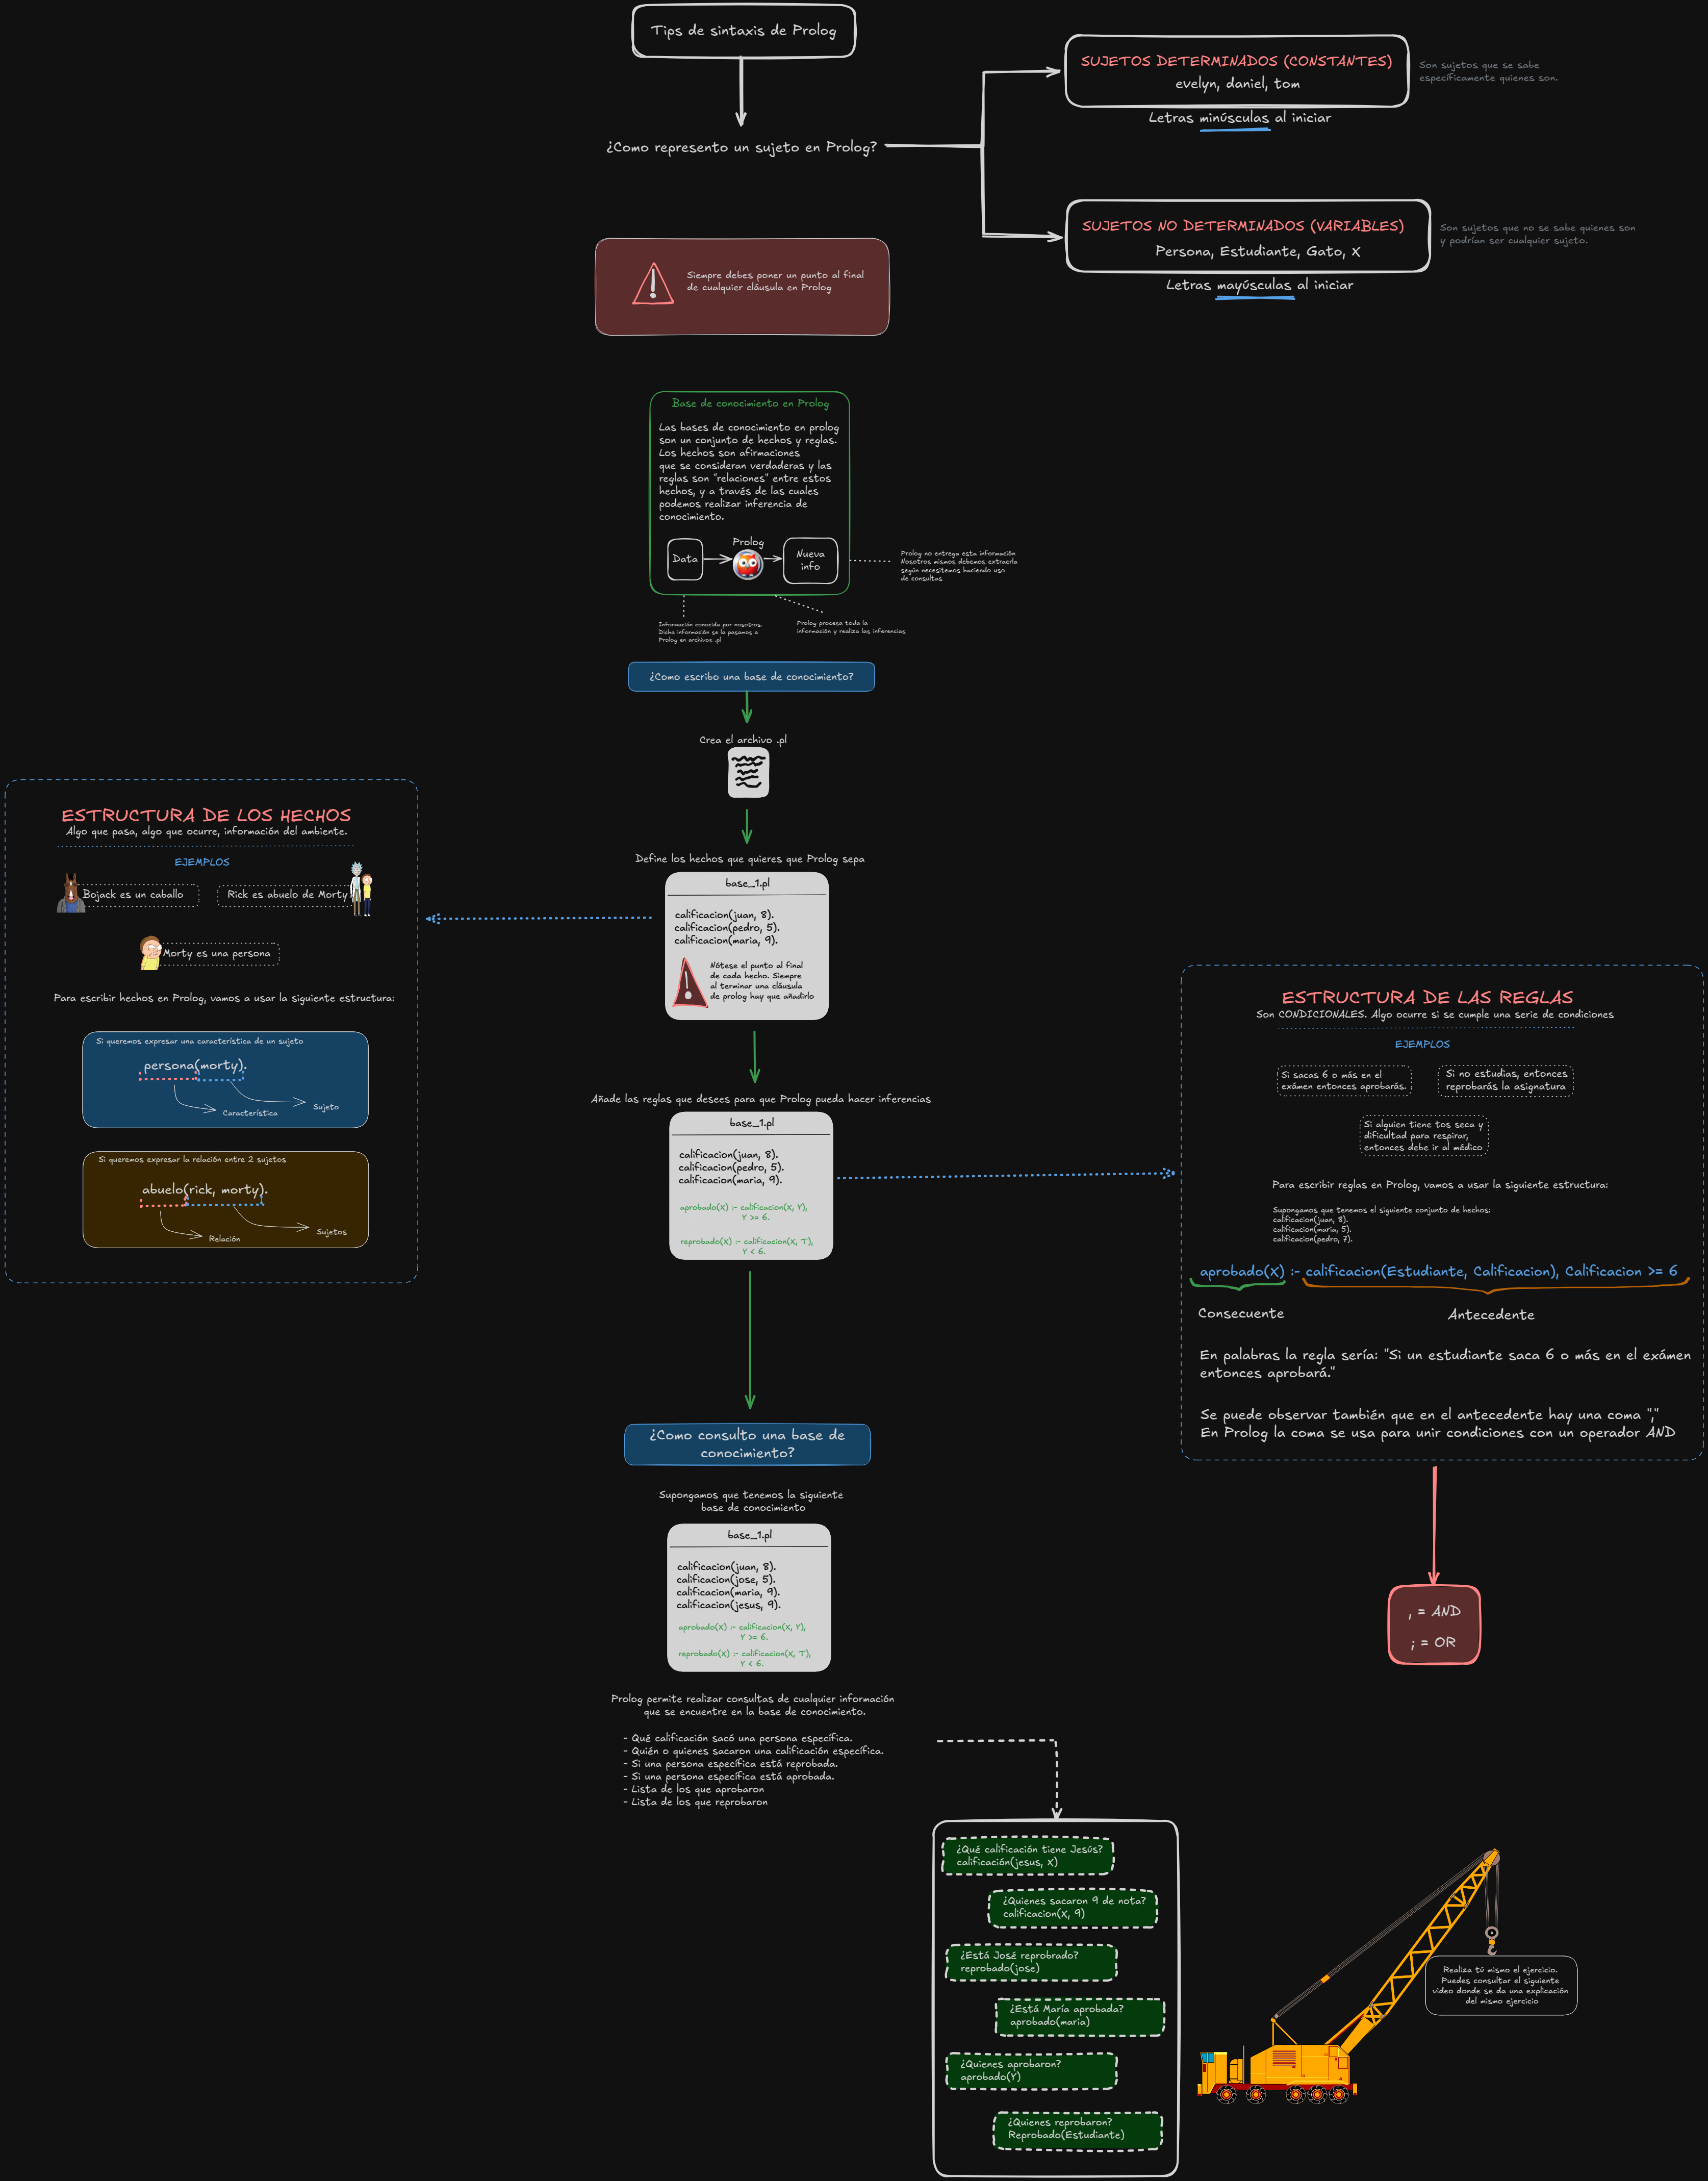 Tips de sintaxis de Prolog
¿Como represento un sujeto en Prolog?
SUJETOS DETERMINADOS (CONSTANTES)
evelyn, daniel, tom
Letras minúsculas al iniciar
Son sujetos que se sabe
específicamente quienes son.
SUJETOS NO DETERMINADOS (VARIABLES)
Persona, Estudiante, Gato, X
Letras mayúsculas al iniciar
Son sujetos que no se sabe quienes son
y podrían ser cualquier sujeto.
Siempre debes poner un punto al final
de cualquier cláusula en Prolog
Base de conocimiento en Prolog
Las bases de conocimiento en prolog
son un conjunto de hechos y reglas.
Los hechos son afirmaciones
que se consideran verdaderas y las
reglas son "relaciones" entre estos
hechos, y a través de las cuales
podemos realizar inferencia de
conocimiento.
Data
Prolog
Nueva
info
Prolog no entrega esta información
Nosotros mismos debemos extraerla
según necesitemos haciendo uso
de consultas
Información conocida por nosotros.
Dicha información se la pasamos a
Prolog en archivos .pl
Prolog procesa toda la
información y realiza las inferencias
¿Como escribo una base de conocimiento?
Crea el archivo .pl
Define los hechos que quieres que Prolog sepa
base_1.pl
calificacion(juan, 8).
calificacion(pedro, 5).
calificacion(maria, 9).
Nótese el punto al final
de cada hecho. Siempre
al terminar una cláusula
de prolog hay que añadirlo
ESTRUCTURA DE LOS HECHOS
Algo que pasa, algo que ocurre, información del ambiente.
EJEMPLOS
Bojack es un caballo
Rick es abuelo de Morty
Morty es una persona
Para escribir hechos en Prolog, vamos a usar la siguiente estructura:
Si queremos expresar una característica de un sujeto
persona(morty).
Característica
Sujeto
Si queremos expresar la relación entre 2 sujetos
abuelo(rick, morty).
Relación
Sujetos
Añade las reglas que desees para que Prolog pueda hacer inferencias
base_1.pl
calificacion(juan, 8).
calificacion(pedro, 5).
calificacion(maria, 9).
aprobado(X) :- calificacion(X, Y),
Y >= 6.
reprobado(X) :- calificacion(X, T),
Y < 6.
ESTRUCTURA DE LAS REGLAS
Son CONDICIONALES. Algo ocurre si se cumple una serie de condiciones
EJEMPLOS
Si sacas 6 o más en el
exámen entonces aprobarás.
Si no estudias, entonces
reprobarás la asignatura
Si alguien tiene tos seca y
dificultad para respirar,
entonces debe ir al médico
Para escribir reglas en Prolog, vamos a usar la siguiente estructura:
Supongamos que tenemos el siguiente conjunto de hechos:
calificacion(juan, 8).
calificacion(maria, 5).
calificacion(pedro, 7).
aprobado(X) :- calificacion(Estudiante, Calificacion), Calificacion >= 6
Consecuente
Antecedente
En palabras la regla sería: "Si un estudiante saca 6 o más en el exámen
entonces aprobará."
Se puede observar también que en el antecedente hay una coma ","
En Prolog la coma se usa para unir condiciones con un operador AND
, = AND
; = OR
¿Como consulto una base de
conocimiento?
Supongamos que tenemos la siguiente
base de conocimiento
base_1.pl
calificacion(juan, 8).
calificacion(jose, 5).
calificacion(maria, 9).
calificacion(jesus, 9).
aprobado(X) :- calificacion(X, Y),
Y >= 6.
reprobado(X) :- calificacion(X, T),
Y < 6.
Prolog permite realizar consultas de cualquier información
que se encuentre en la base de conocimiento.
- Qué calificación sacó una persona específica.
- Quién o quienes sacaron una calificación específica.
- Si una persona específica está reprobada.
- Si una persona específica está aprobada.
- Lista de los que aprobaron
- Lista de los que reprobaron
¿Qué calificación tiene Jesús?
calificación(jesus, X)
¿Quienes sacaron 9 de nota?
calificacion(X, 9)
¿Está José reprobrado?
reprobado(jose)
¿Está María aprobada?
aprobado(maria)
¿Quienes aprobaron?
aprobado(Y)
¿Quienes reprobaron?
Reprobado(Estudiante)
Realiza tú mismo el ejercicio.
Puedes consultar el siguiente
video donde se da una explicación
del mismo ejercicio